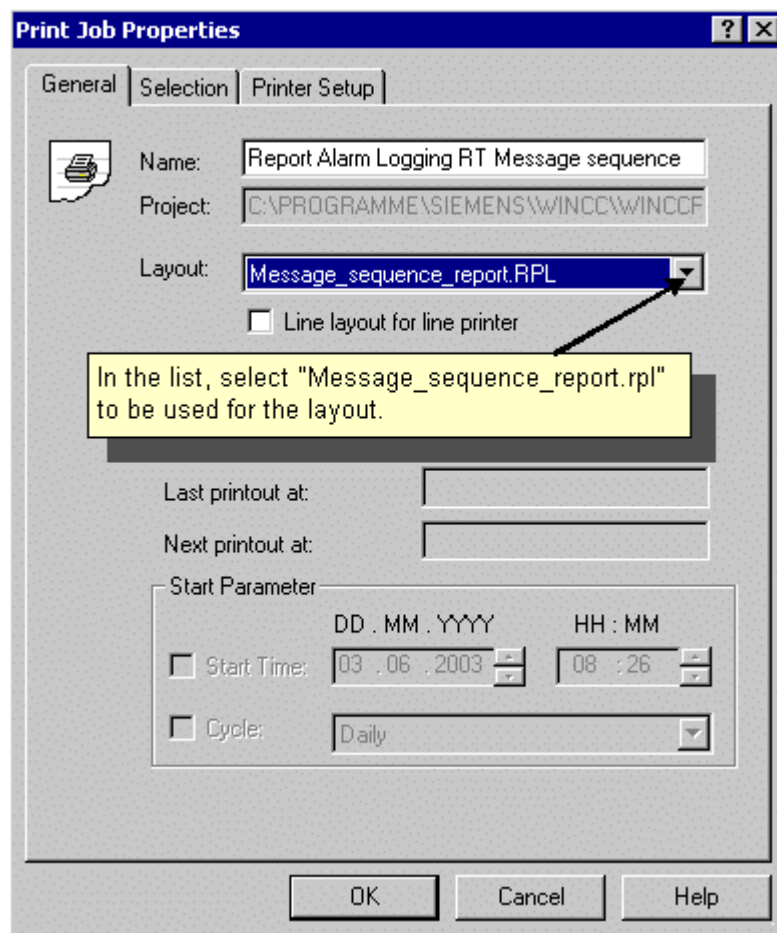 Print Job Properties
General Selection Printer Setup
Name: Report Alarm Logging RT Message sequence
Project: C:\PROGRAMME\SIEMENS\WINCC\WINCCF
Layout: Message_sequence_report.RPL
Line layout for line printer
In the list, select "Message_sequence_report.rpl"
to be used for the layout.
Last printout at:
Next printout at:
Start Parameter
DD . MM . YYYY HH : MM
Start Time: 03 .06 .2003 08 :26
Cycle: Daily
OK Cancel Help